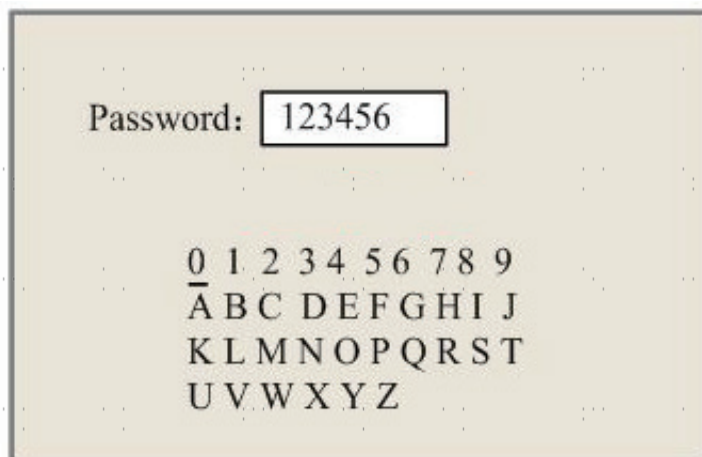 Password： 123456
0 1 2 3 4 5 6 7 8 9
A B C D E F G H I J
K L M N O P Q R S T
U V W X Y Z